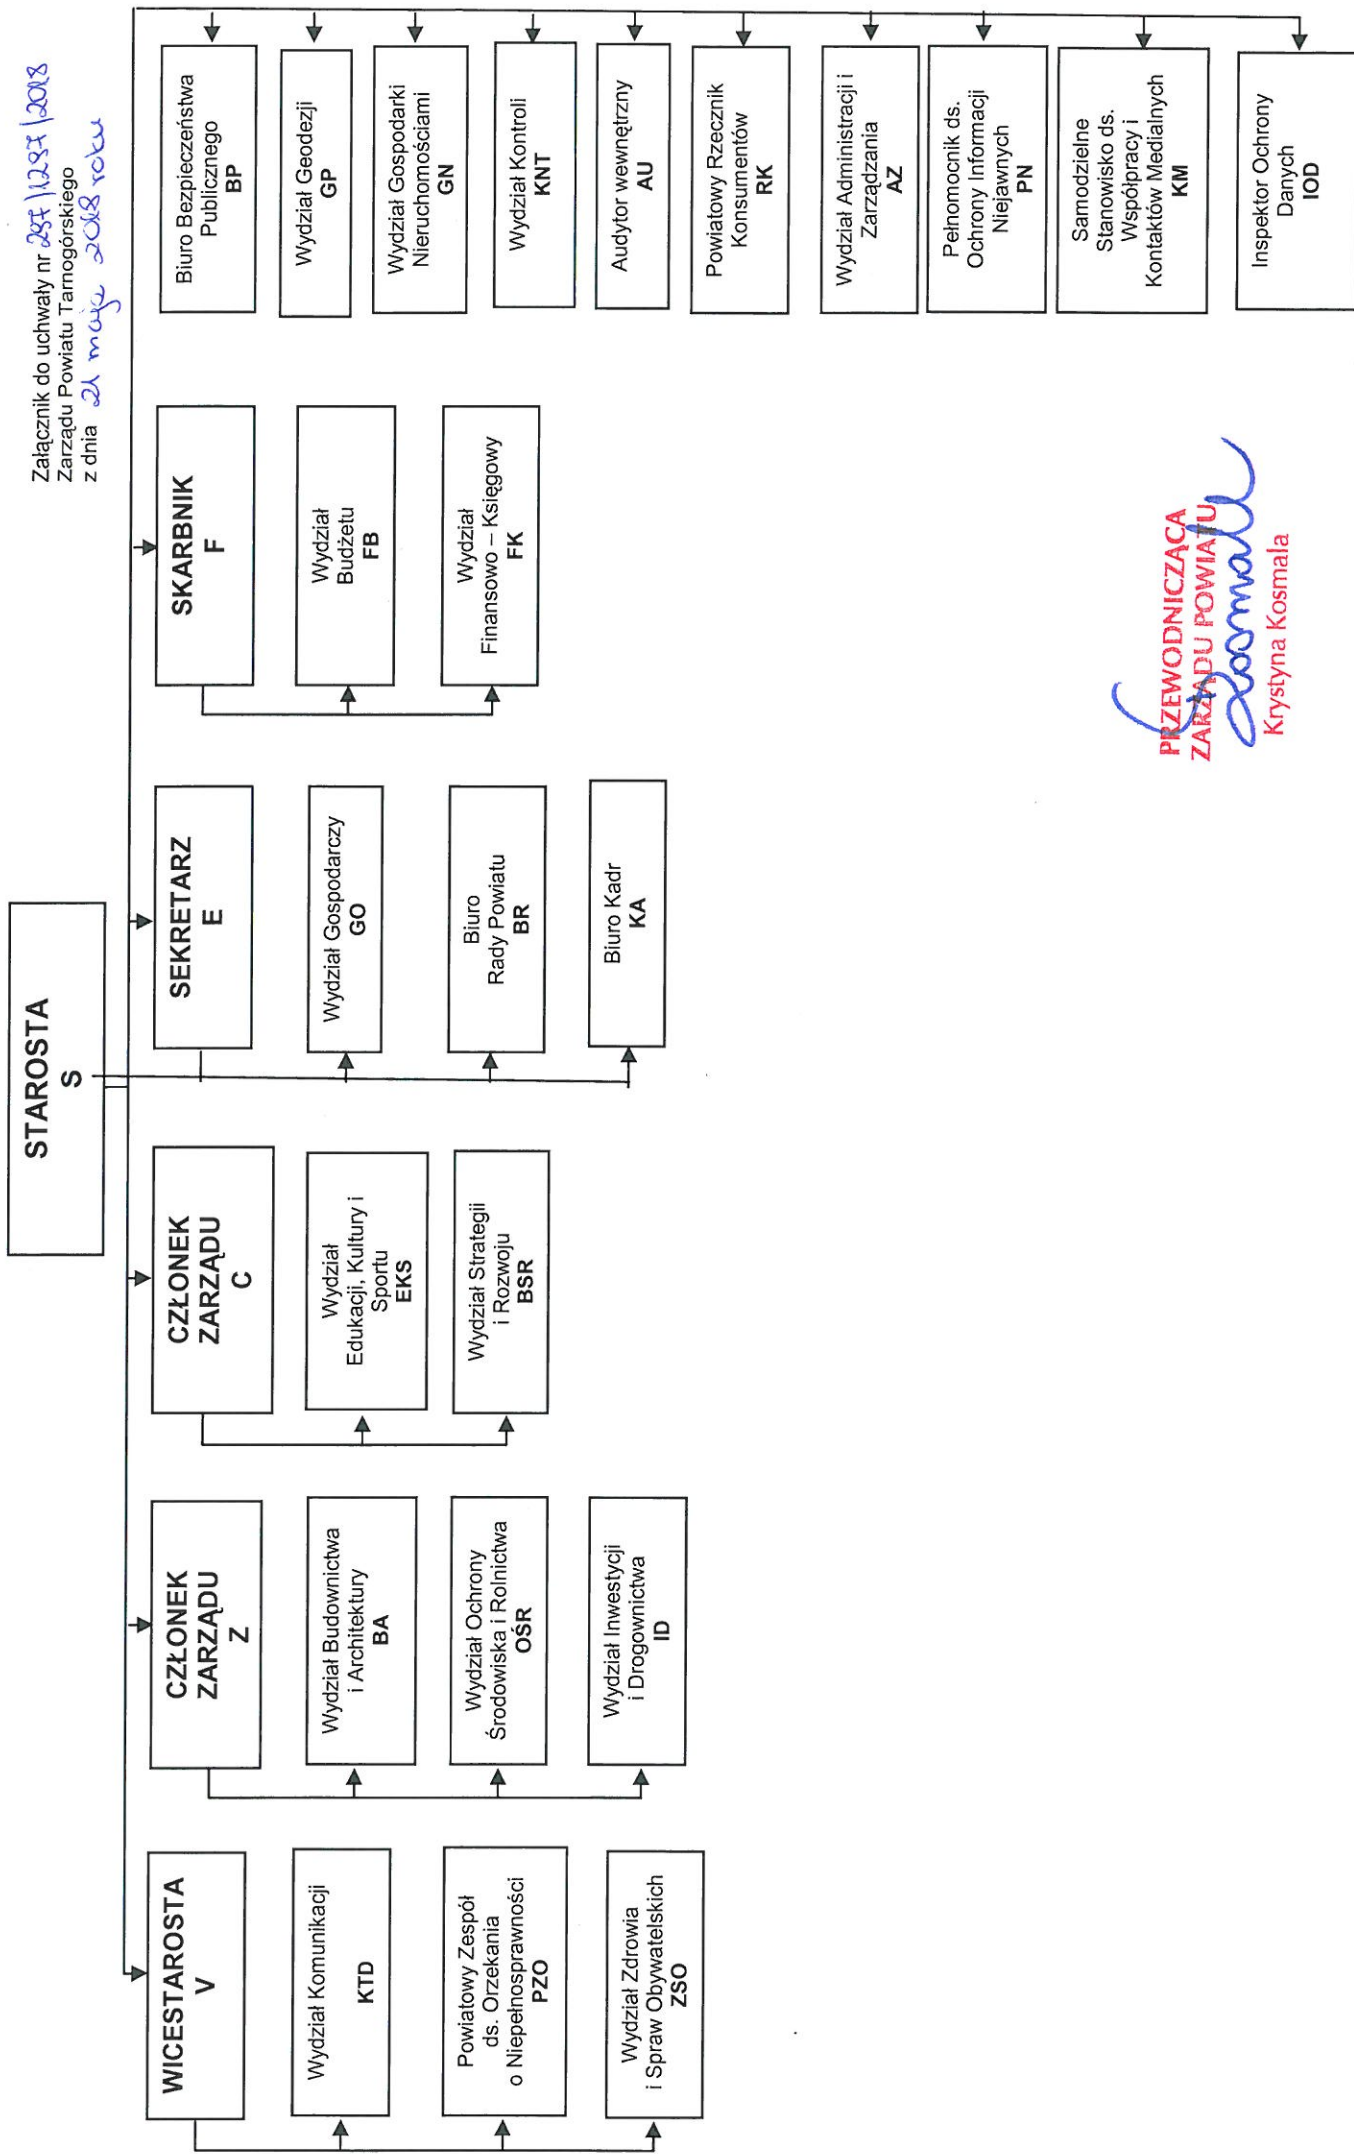 Załącznik do uchwały nr 297/1297/2018
Zarządu Powiatu Tarnogórskiego
z dnia 21 maja 2018 roku
STAROSTA
S
WICESTAROSTA
V
Wydział Komunikacji
KTD
Powiatowy Zespół
ds. Orzekania
o Niepełnosprawności
PZO
Wydział Zdrowia
i Spraw Obywatelskich
ZSO
CZŁONEK
ZARZĄDU
Z
Wydział Budownictwa
i Architektury
BA
Wydział Ochrony
Środowiska i Rolnictwa
OŚR
Wydział Inwestycji
i Drogownictwa
ID
CZŁONEK
ZARZĄDU
C
Wydział
Edukacji, Kultury i
Sportu
EKS
Wydział Strategii
i Rozwoju
BSR
SEKRETARZ
E
Wydział Gospodarczy
GO
Biuro
Rady Powiatu
BR
Biuro Kadr
KA
SKARBNIK
F
Wydział
Budżetu
FB
Wydział
Finansowo – Księgowy
FK
Biuro Bezpieczeństwa
Publicznego
BP
Wydział Geodezji
GP
Wydział Gospodarki
Nieruchomościami
GN
Wydział Kontroli
KNT
Audytor wewnętrzny
AU
Powiatowy Rzecznik
Konsumentów
RK
Wydział Administracji i
Zarządzania
AZ
Pełnomocnik ds.
Ochrony Informacji
Niejawnych
PN
Samodzielne
Stanowisko ds.
Współpracy i
Kontaktów Medialnych
KM
Inspektor Ochrony
Danych
IOD
PRZEWODNICZĄCA
ZARZĄDU POWIATU
Kosmala
Krystyna Kosmala